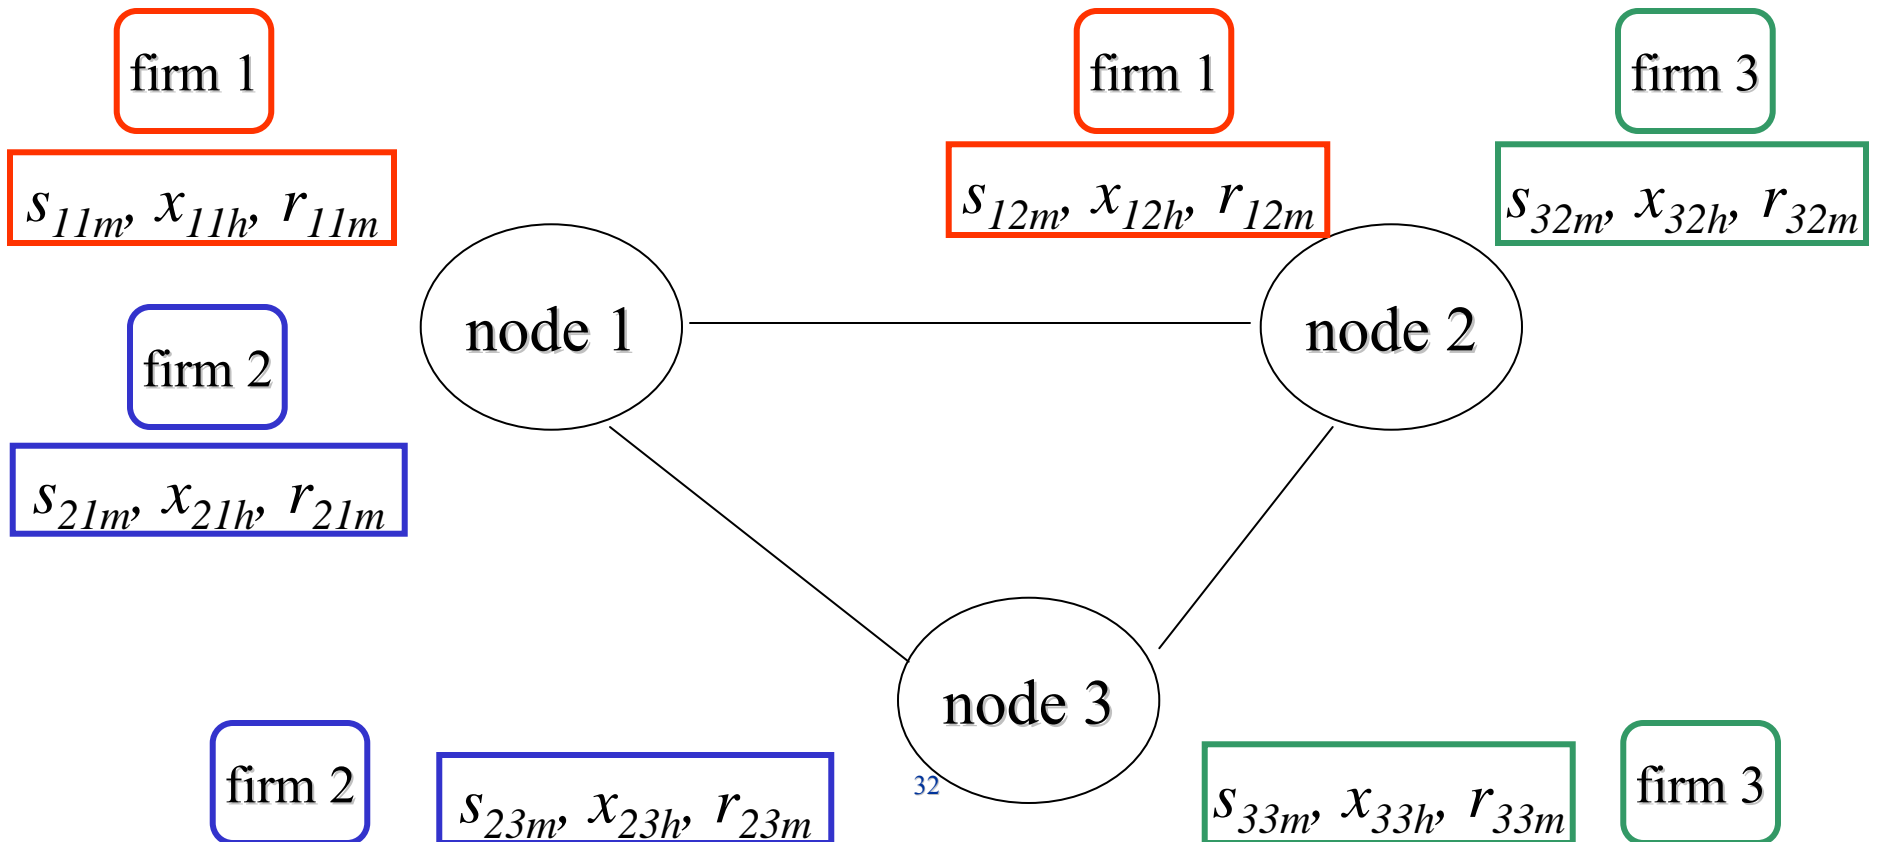 firm 1
s11m, x11h, r11m
firm 1
s12m, x12h, r12m
firm 3
s32m, x32h, r32m
node 1
node 2
firm 2
s21m, x21h, r21m
node 3
32
firm 2
s23m, x23h, r23m
s33m, x33h, r33m
firm 3